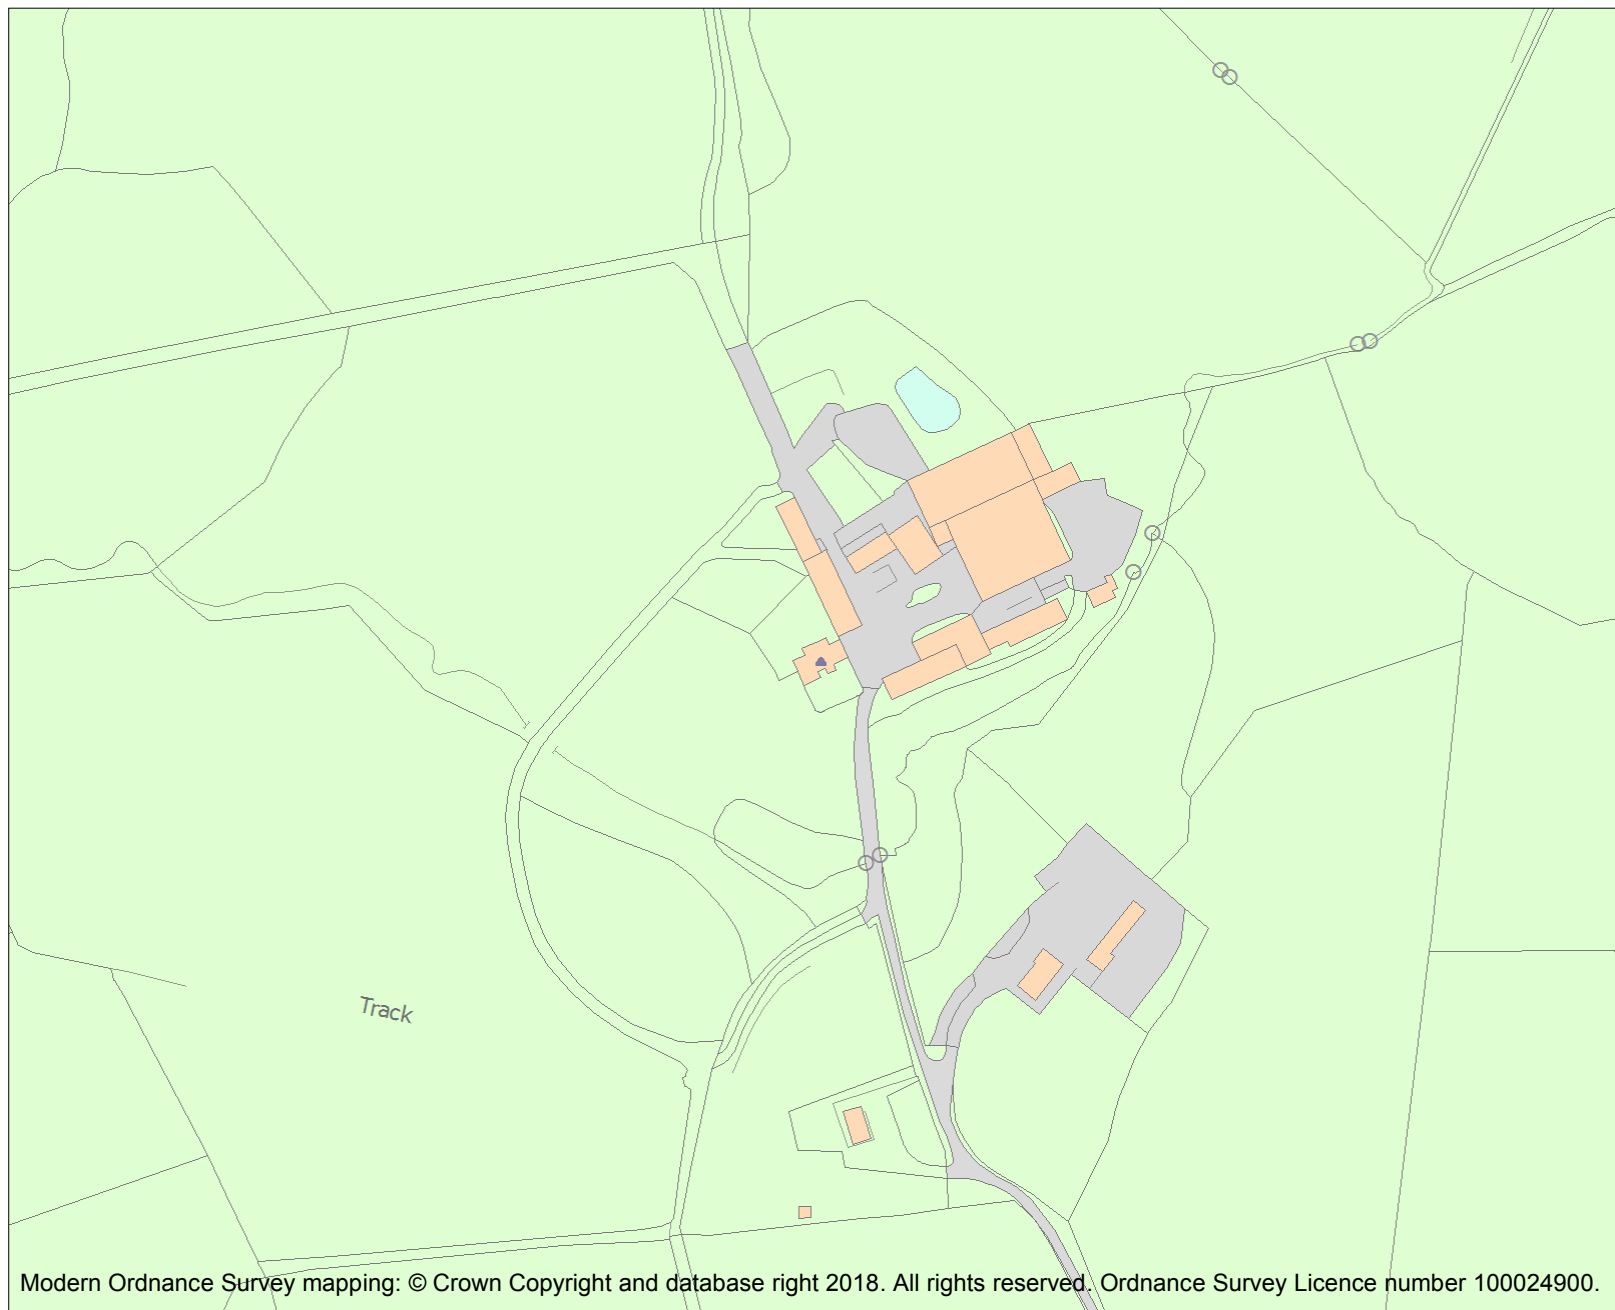 Track
Modern Ordnance Survey mapping: © Crown Copyright and database right 2018. All rights reserved. Ordnance Survey Licence number 100024900.